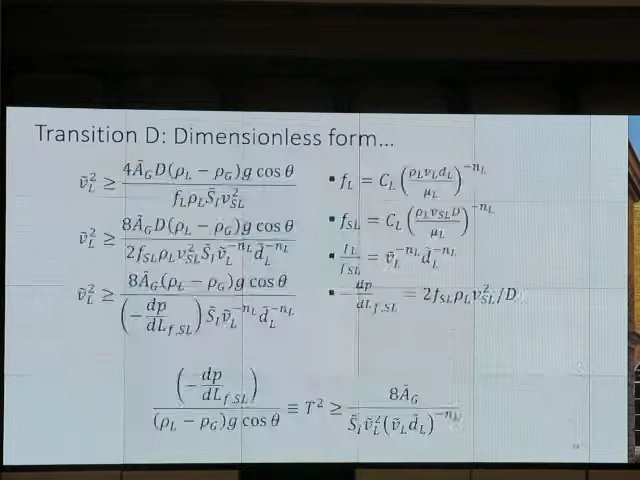 Transition D: Dimensionless form...
ṽ_L^2 ≥ 4Ã_G D(ρ_L − ρ_G)g cos θ / f_L ρ_L S̃_i v_SL^2
▪ f_L = C_L (ρ_L v_L d_L / μ_L)^−n_L
ṽ_L^2 ≥ 8Ã_G D(ρ_L − ρ_G)g cos θ / 2f_SL ρ_L v_SL^2 S̃_i ṽ_L^−n_L d̃_L^−n_L
▪ f_SL = C_L (ρ_L v_SL D / μ_L)^−n_L
▪ f_L / f_SL = ṽ_L^−n_L d̃_L^−n_L
ṽ_L^2 ≥ 8Ã_G (ρ_L − ρ_G)g cos θ / (− dp/dL_f,SL) S̃_i ṽ_L^−n_L d̃_L^−n_L
▪ − dp/dL_f,SL = 2f_SL ρ_L v_SL^2 /D
(− dp/dL_f,SL) / (ρ_L − ρ_G)g cos θ ≡ T^2 ≥ 8Ã_G / S̃_i ṽ_L^2 (ṽ_L d̃_L)^−n_L